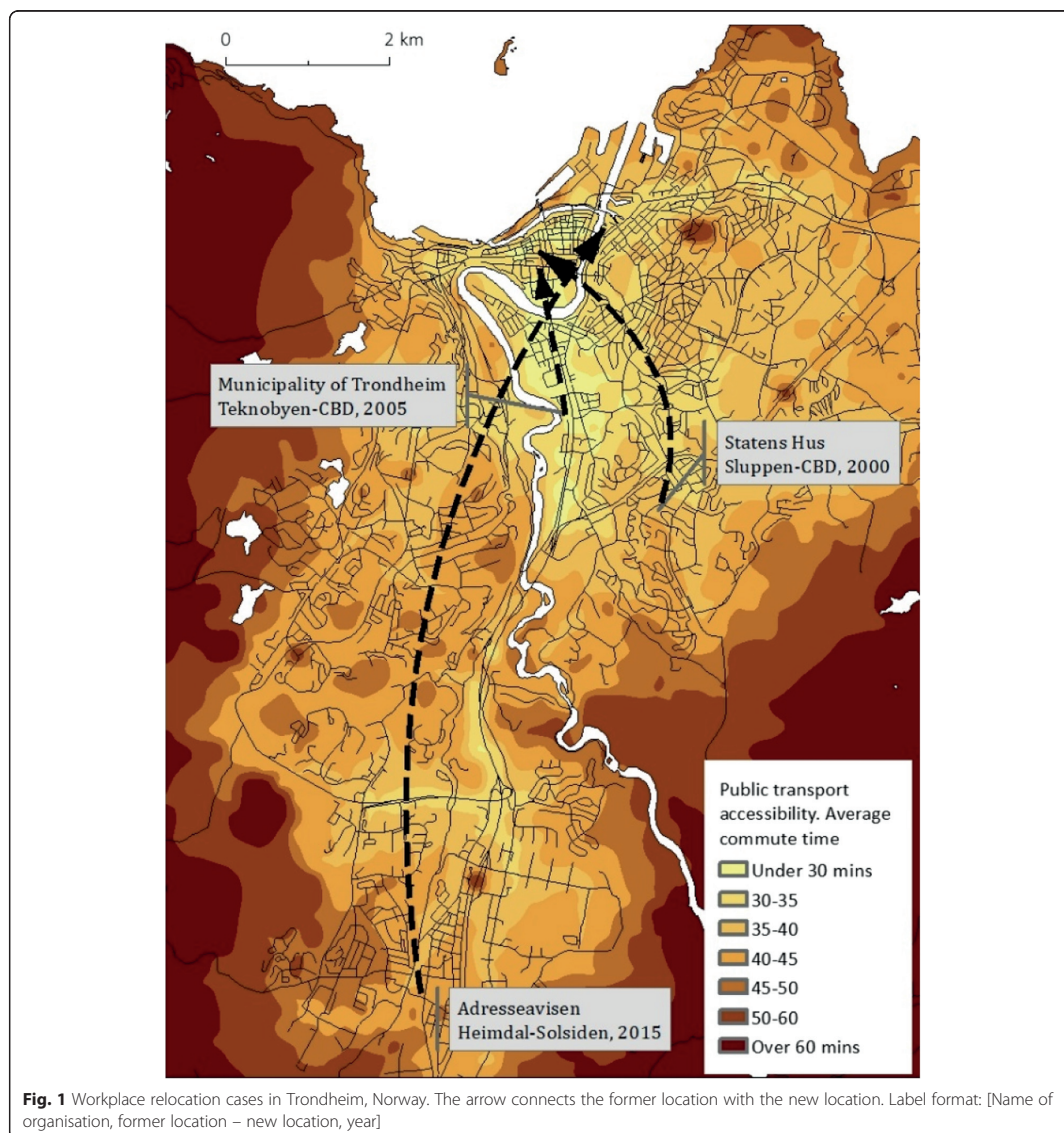 0 2 km
Municipality of Trondheim
Teknobyen-CBD, 2005
Statens Hus
Sluppen-CBD, 2000
Adresseavisen
Heimdal-Solsiden, 2015
Public transport
accessibility. Average
commute time
Under 30 mins
30-35
35-40
40-45
45-50
50-60
Over 60 mins
Fig. 1 Workplace relocation cases in Trondheim, Norway. The arrow connects the former location with the new location. Label format: [Name of
organisation, former location – new location, year]